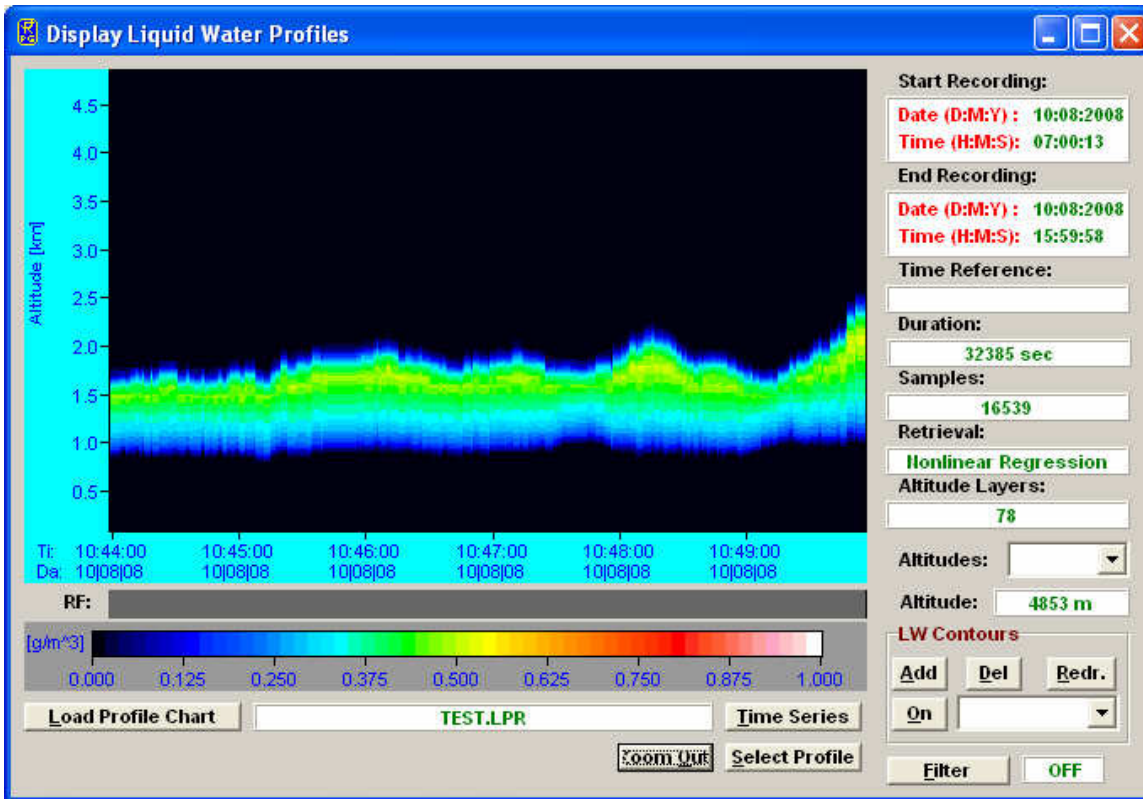 Display Liquid Water Profiles
Altitude [km]
4.5
4.0
3.5
3.0
2.5
2.0
1.5
1.0
0.5
Ti: 10:44:00 10:45:00 10:46:00 10:47:00 10:48:00 10:49:00
Da: 10|08|08 10|08|08 10|08|08 10|08|08 10|08|08 10|08|08
RF:
[g/m^3]
0.000 0.125 0.250 0.375 0.500 0.625 0.750 0.875 1.000
Load Profile Chart TEST.LPR Time Series
Zoom Out Select Profile
Start Recording:
Date (D:M:Y) : 10:08:2008
Time (H:M:S): 07:00:13
End Recording:
Date (D:M:Y) : 10:08:2008
Time (H:M:S): 15:59:58
Time Reference:
Duration:
32385 sec
Samples:
16539
Retrieval:
Nonlinear Regression
Altitude Layers:
78
Altitudes:
Altitude: 4853 m
LW Contours
Add Del Redr.
On
Filter OFF